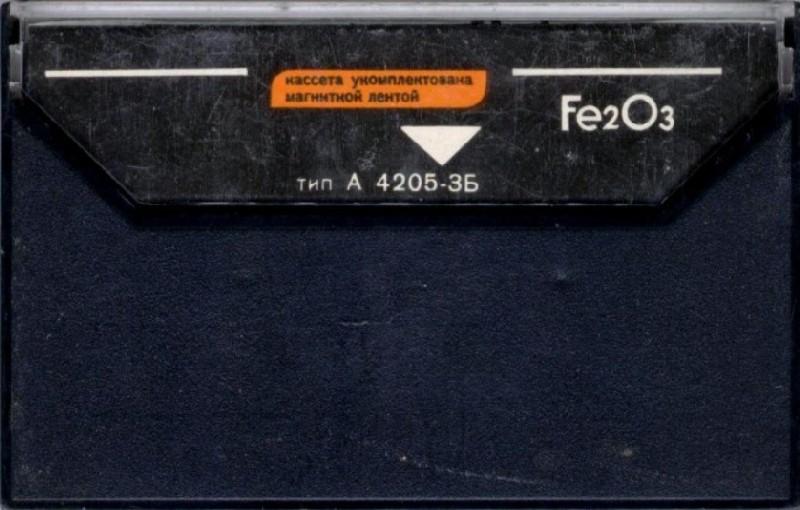 кассета укомплектована
магнитной лентой
Fe2O3
тип А 4205-3Б